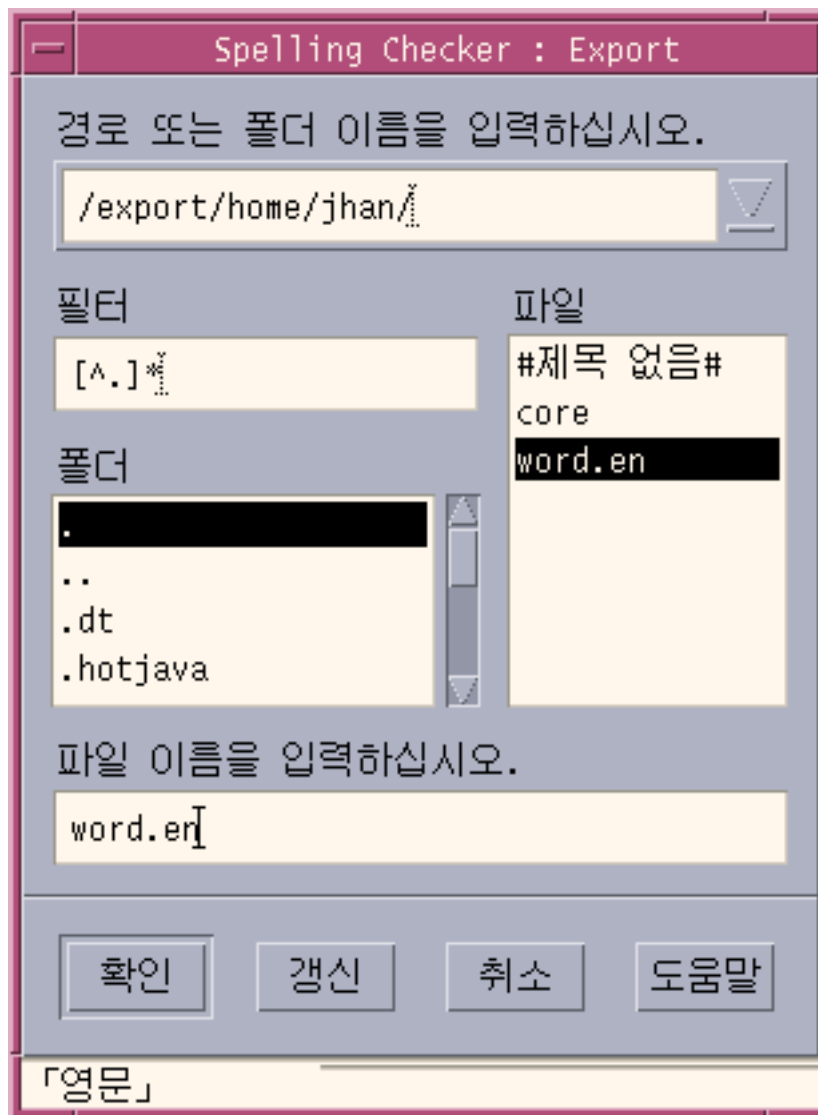 Spelling Checker : Export
경로 또는 폴더 이름을 입력하십시오.
/export/home/jhan/
필터
[^.]*
폴더
.
..
.dt
.hotjava
파일
#제목 없음#
core
word.en
파일 이름을 입력하십시오.
word.en
확인 갱신 취소 도움말
「영문」